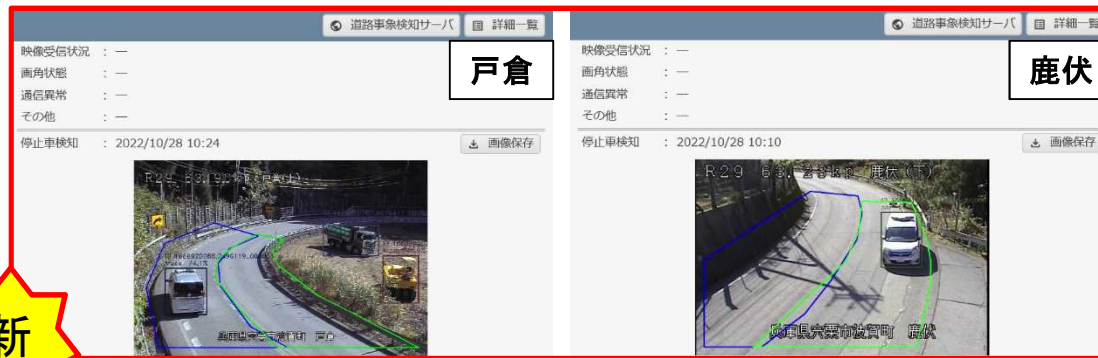 道路事象検知サーバ 詳細一覧
映像受信状況 : ―
画角状態 : ―
通信異常 : ―
その他 : ―
戸倉
停止車検知 : 2022/10/28 10:24
画像保存
道路事象検知サーバ 詳細一覧
映像受信状況 : ―
画角状態 : ―
通信異常 : ―
その他 : ―
鹿伏
停止車検知 : 2022/10/28 10:10
画像保存
鹿伏(下)
兵庫県宍粟市波賀町 鹿伏
新